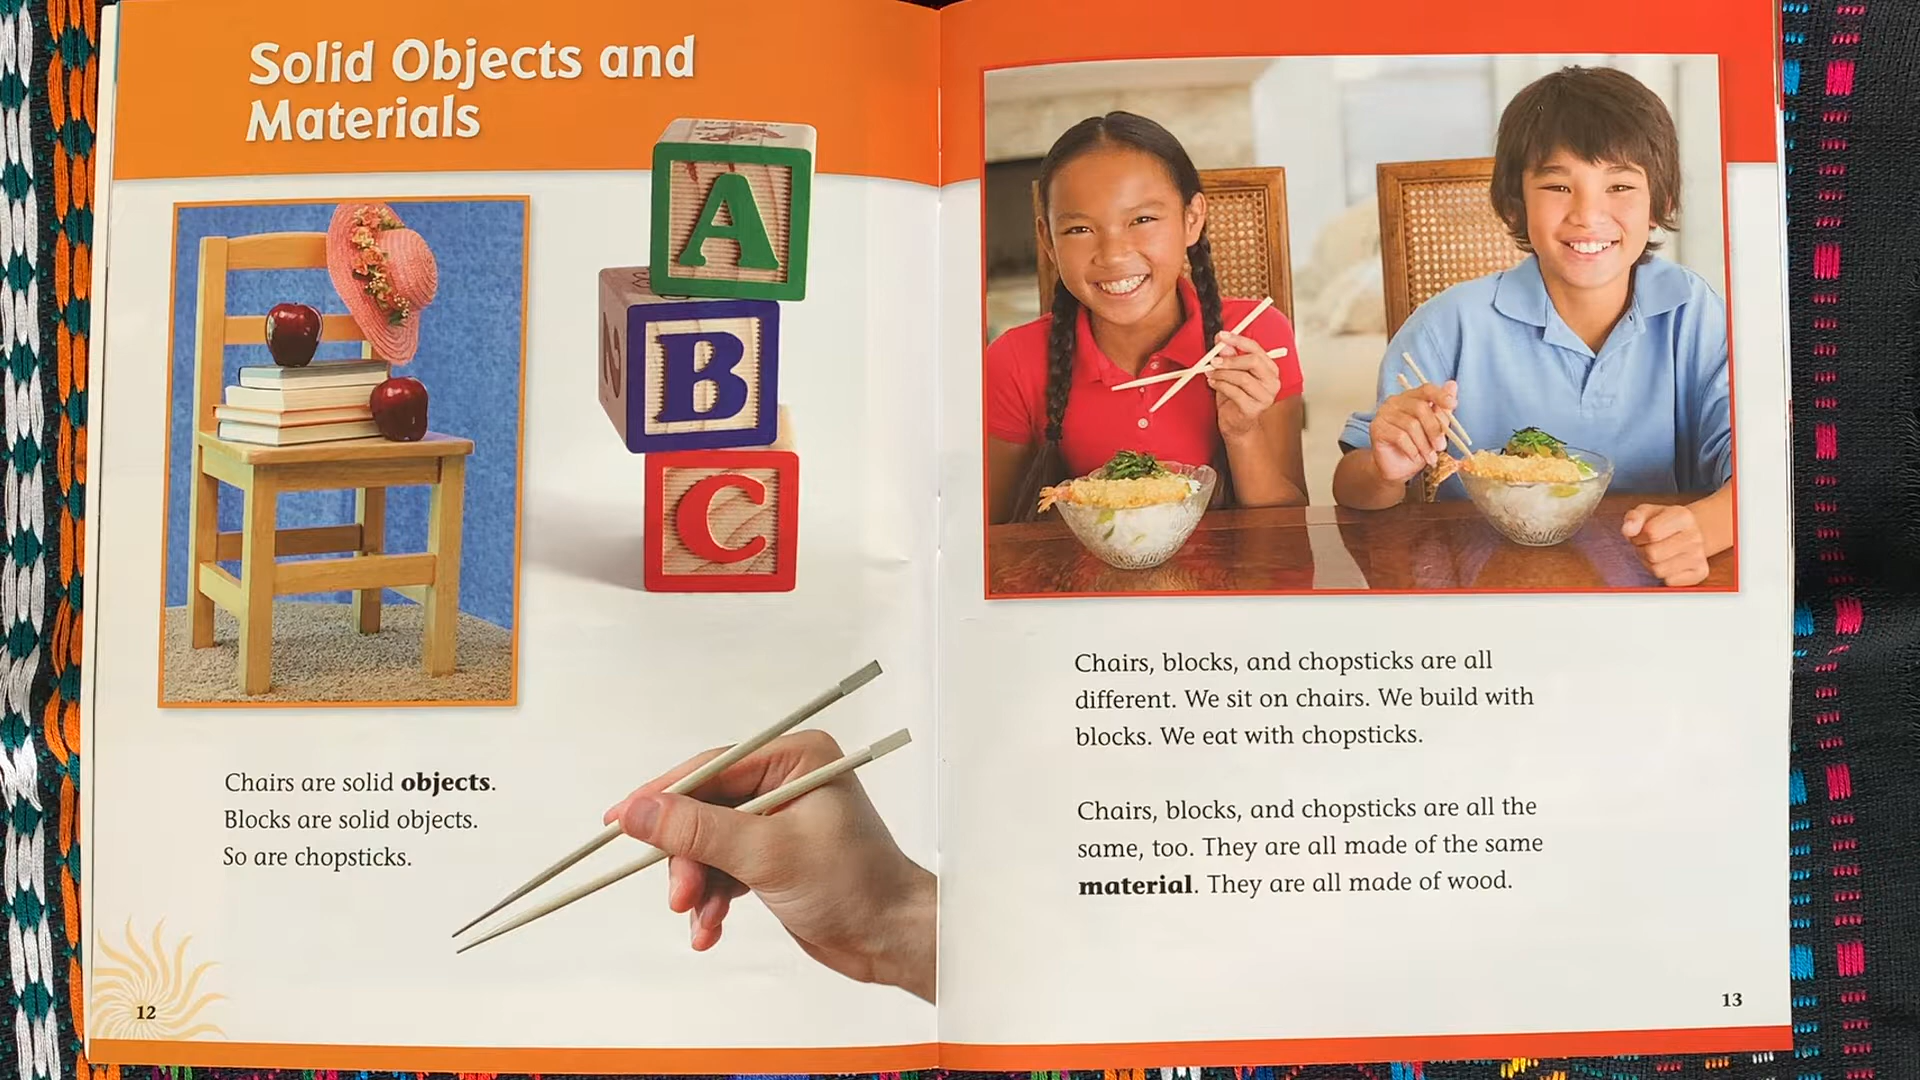 Solid Objects and
Materials
A
B
C
Chairs are solid objects.
Blocks are solid objects.
So are chopsticks.
12
Chairs, blocks, and chopsticks are all
different. We sit on chairs. We build with
blocks. We eat with chopsticks.
Chairs, blocks, and chopsticks are all the
same, too. They are all made of the same
material. They are all made of wood.
13